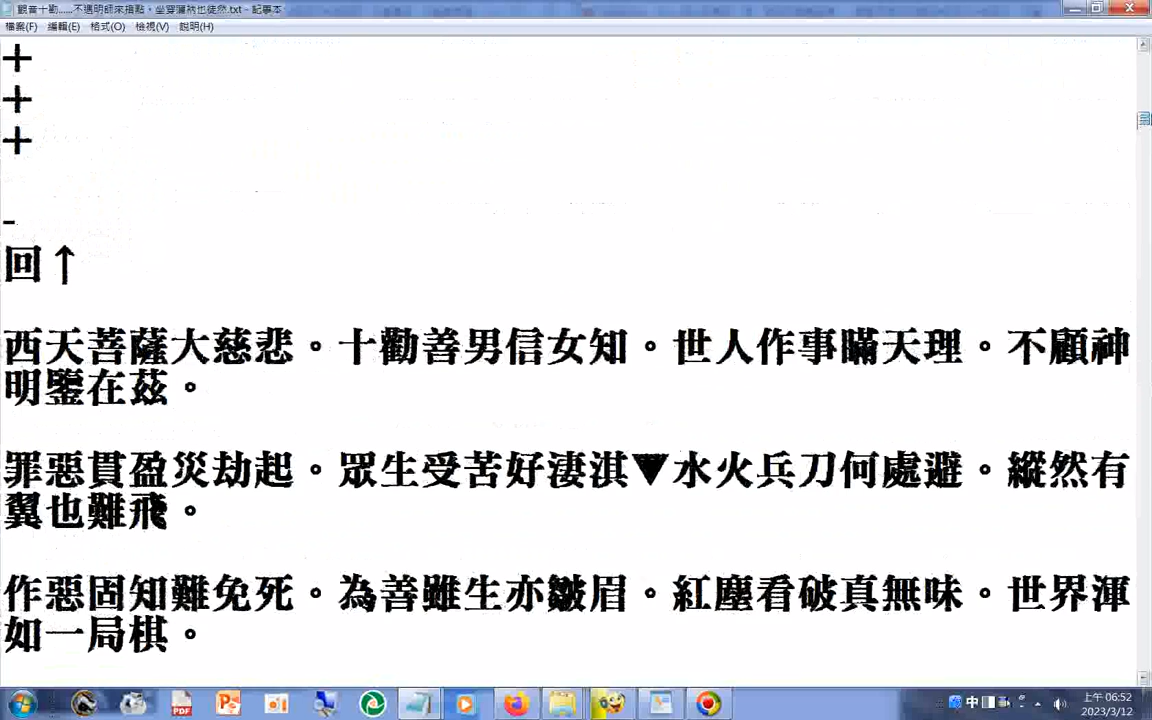 觀音十勸......不遇明師來指點，坐穿蒲衲也徒然.txt - 記事本
檔案(F) 編輯(E) 格式(O) 檢視(V) 說明(H)
+
+
+
-
回↑
西天菩薩大慈悲。十勸善男信女知。世人作事瞞天理。不顧神
明鑒在茲。
罪惡貫盈災劫起。眾生受苦好淒淇▼水火兵刀何處避。縱然有
翼也難飛。
作惡固知難免死。為善雖生亦皺眉。紅塵看破真無味。世界渾
如一局棋。
PDF
中
上午 06:52
2023/3/12